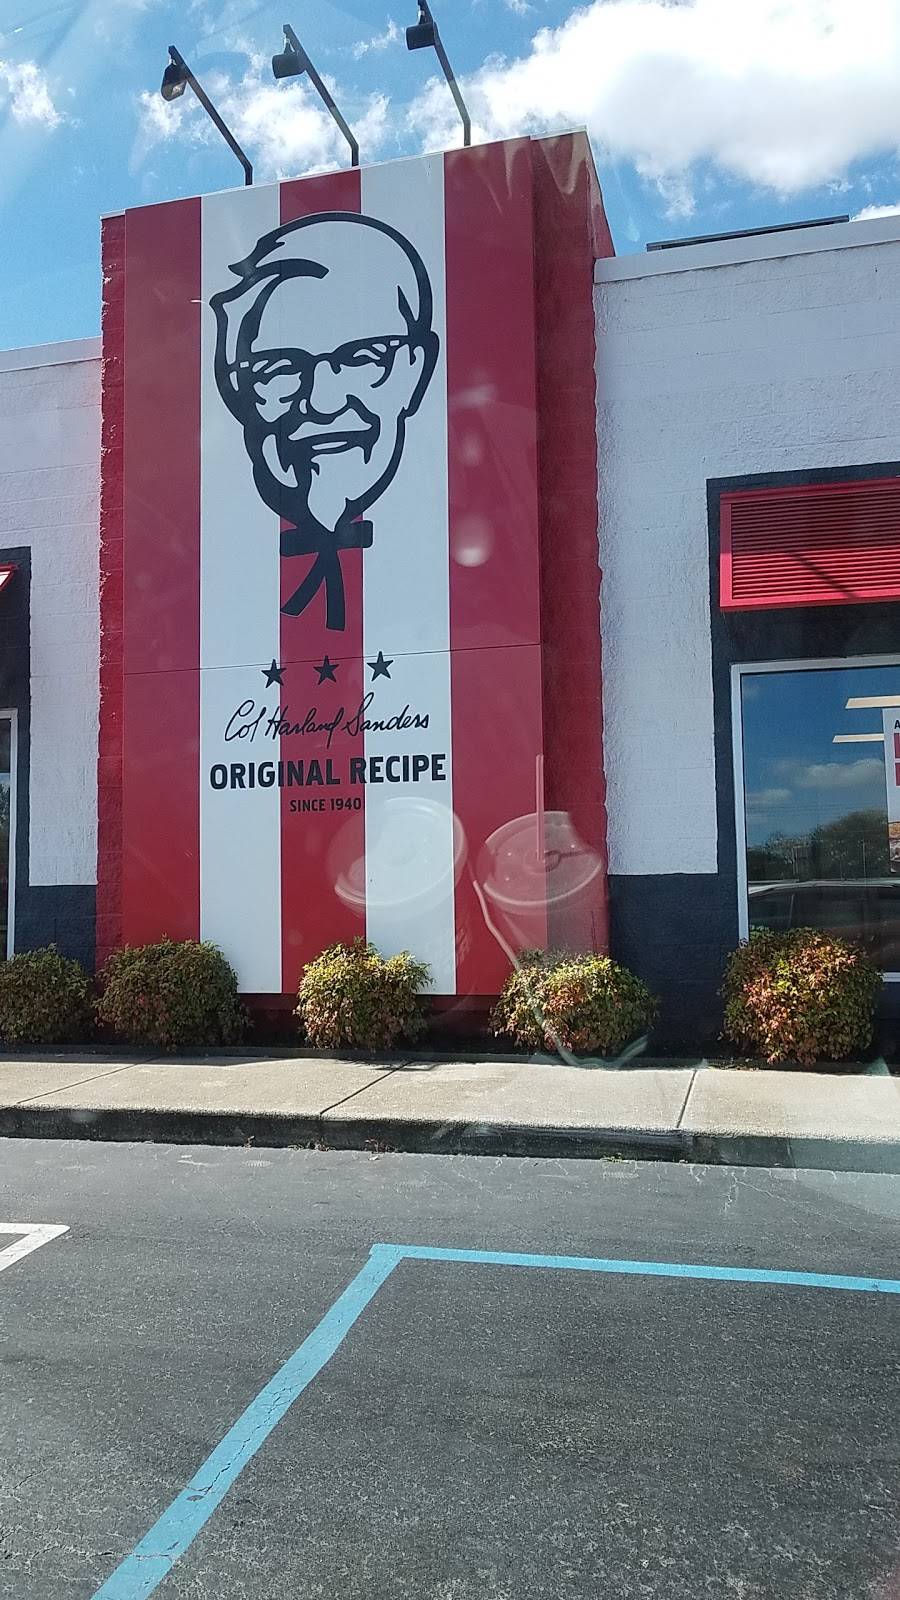 Col Harland Sanders
ORIGINAL RECIPE
SINCE 1940